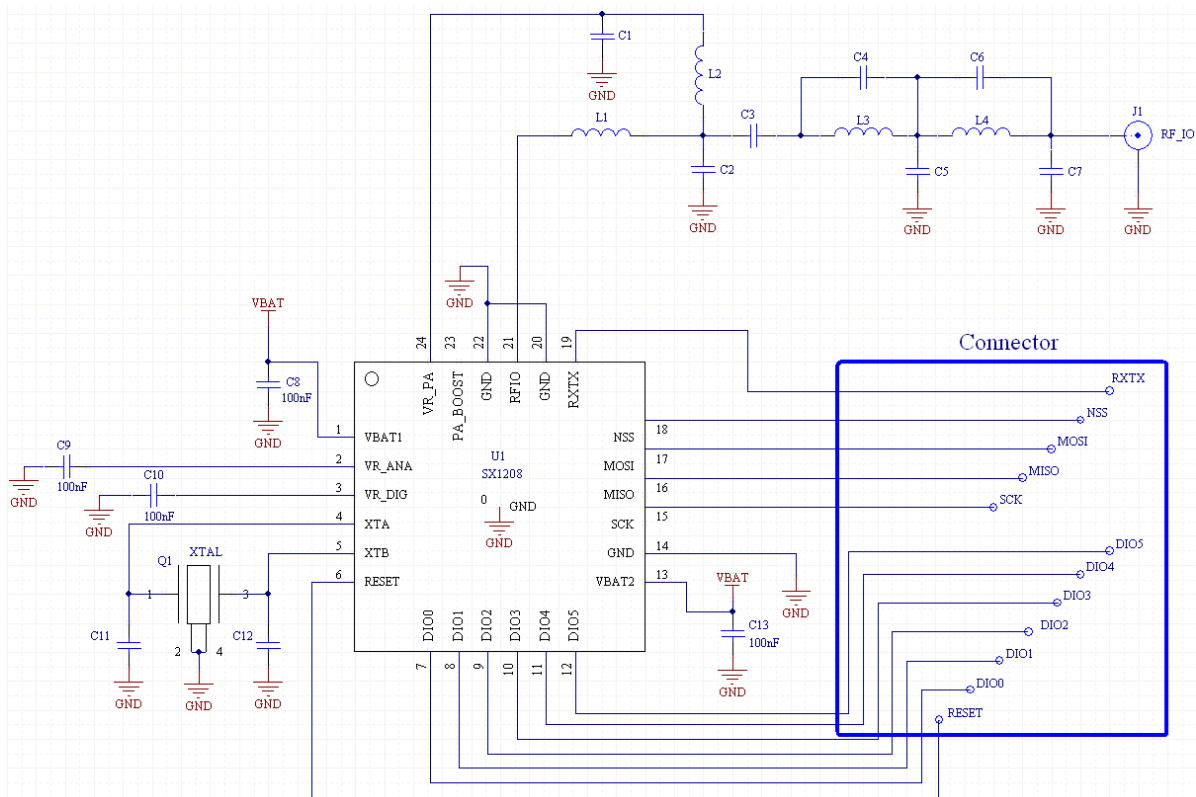 C1
GND
L2
C4
C6
L1
C3
L3
L4
J1
RF_IO
C2
C5
C7
GND
GND
GND
GND
GND
VBAT
C8
100nF
GND
24
23
22
21
20
19
VR_PA
PA_BOOST
GND
RFIO
GND
RXTX
Connector
RXTX
NSS
MOSI
MISO
SCK
DIO5
DIO4
DIO3
DIO2
DIO1
DIO0
RESET
1
VBAT1
2
VR_ANA
3
VR_DIG
4
XTA
5
XTB
6
RESET
U1
SX1208
0
GND
GND
NSS
18
MOSI
17
MISO
16
SCK
15
GND
14
VBAT2
13
C9
100nF
GND
C10
100nF
GND
Q1
XTAL
1
3
2
4
C11
C12
GND
GND
GND
DIO0
DIO1
DIO2
DIO3
DIO4
DIO5
7
8
9
10
11
12
VBAT
C13
100nF
GND
GND